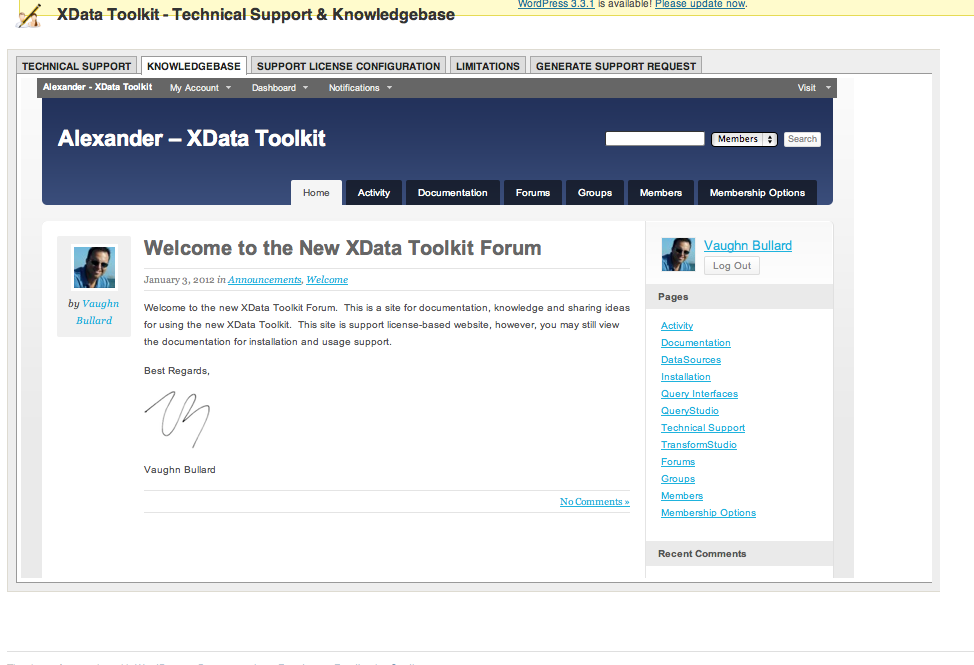 WordPress 3.3.1 is available! Please update now.
XData Toolkit - Technical Support & Knowledgebase
TECHNICAL SUPPORT KNOWLEDGEBASE SUPPORT LICENSE CONFIGURATION LIMITATIONS GENERATE SUPPORT REQUEST
Alexander - XData Toolkit My Account Dashboard Notifications Visit
Alexander – XData Toolkit
Members Search
Home Activity Documentation Forums Groups Members Membership Options
by Vaughn
Bullard
Welcome to the New XData Toolkit Forum
January 3, 2012 in Announcements, Welcome
Welcome to the new XData Toolkit Forum. This is a site for documentation, knowledge and sharing ideas
for using the new XData Toolkit. This site is support license-based website, however, you may still view
the documentation for installation and usage support.
Best Regards,
Vaughn Bullard
No Comments »
Vaughn Bullard
Log Out
Pages
Activity
Documentation
DataSources
Installation
Query Interfaces
QueryStudio
Technical Support
TransformStudio
Forums
Groups
Members
Membership Options
Recent Comments